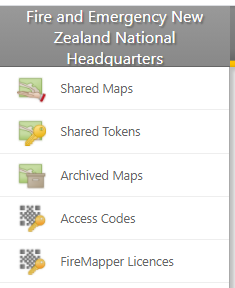 Fire and Emergency New
Zealand National
Headquarters
Shared Maps
Shared Tokens
Archived Maps
Access Codes
FireMapper Licences